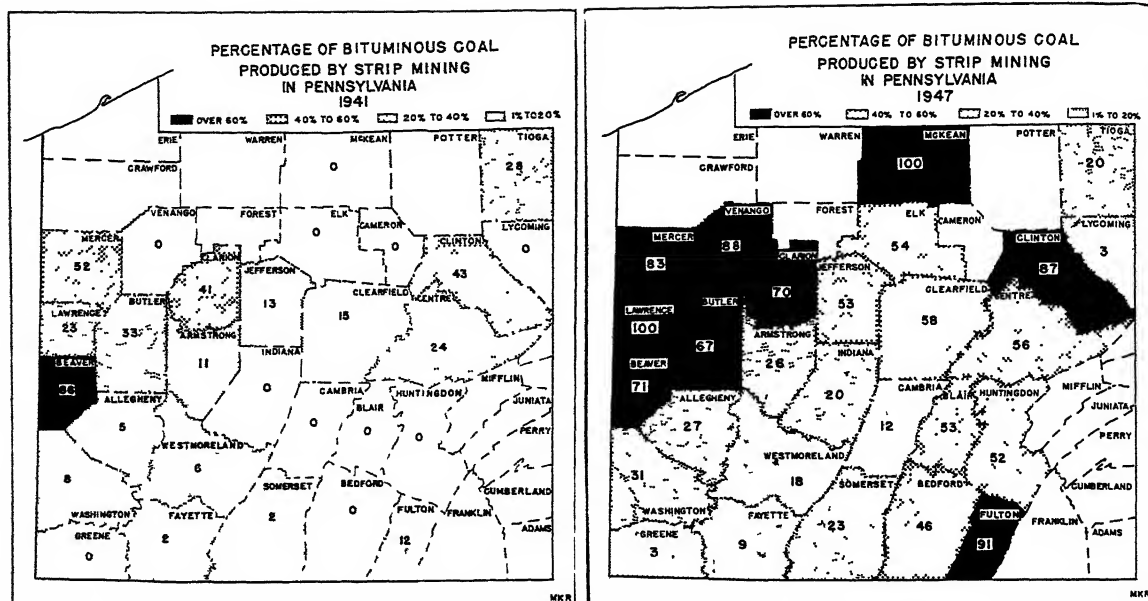 PERCENTAGE OF BITUMINOUS COAL
PRODUCED BY STRIP MINING
IN PENNSYLVANIA
1941
OVER 60% 40% TO 60% 20% TO 40% 1% TO 20%
ERIE WARREN MCKEAN POTTER TIOGA
0 28
CRAWFORD
VENANGO FOREST ELK CAMERON LYCOMING
MERCER 0 0 0 CLINTON 0
52 CLARION JEFFERSON 43
41 13 CLEARFIELD CENTRE
LAWRENCE BUTLER 15
23 33 ARMSTRONG 24
11 INDIANA
BEAVER 0 MIFFLIN
86 ALLEGHENY CAMBRIA BLAIR HUNTINGDON JUNIATA
5 0 0 0 PERRY
WESTMORELAND
8 6 SOMERSET BEDFORD CUMBERLAND
WASHINGTON FAYETTE 2 0 FULTON FRANKLIN ADAMS
GREENE 2 12
0
MKR
PERCENTAGE OF BITUMINOUS COAL
PRODUCED BY STRIP MINING
IN PENNSYLVANIA
1947
OVER 60% 40% TO 60% 20% TO 40% 1% TO 20%
ERIE WARREN MCKEAN POTTER TIOGA
100 20
CRAWFORD
VENANGO FOREST ELK CAMERON LYCOMING
MERCER 88 54 CLINTON 3
83 CLARION JEFFERSON 87
70 53 CLEARFIELD CENTRE
LAWRENCE BUTLER 58
100 67 ARMSTRONG 56
BEAVER 26 INDIANA
71 20 CAMBRIA BLAIR HUNTINGDON MIFFLIN
ALLEGHENY JUNIATA
27 12 53 PERRY
WESTMORELAND 52
31 18 SOMERSET BEDFORD CUMBERLAND
WASHINGTON FAYETTE FULTON FRANKLIN ADAMS
GREENE 23 46
3 9 91
MKR